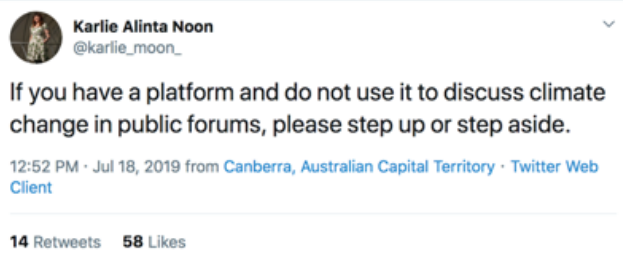 Karlie Alinta Noon
@karlie_moon_
If you have a platform and do not use it to discuss climate
change in public forums, please step up or step aside.
12:52 PM · Jul 18, 2019 from Canberra, Australian Capital Territory · Twitter Web
Client
14 Retweets 58 Likes